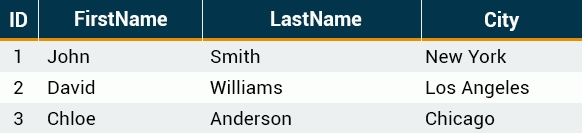 ID FirstName LastName City
1 John Smith New York
2 David Williams Los Angeles
3 Chloe Anderson Chicago